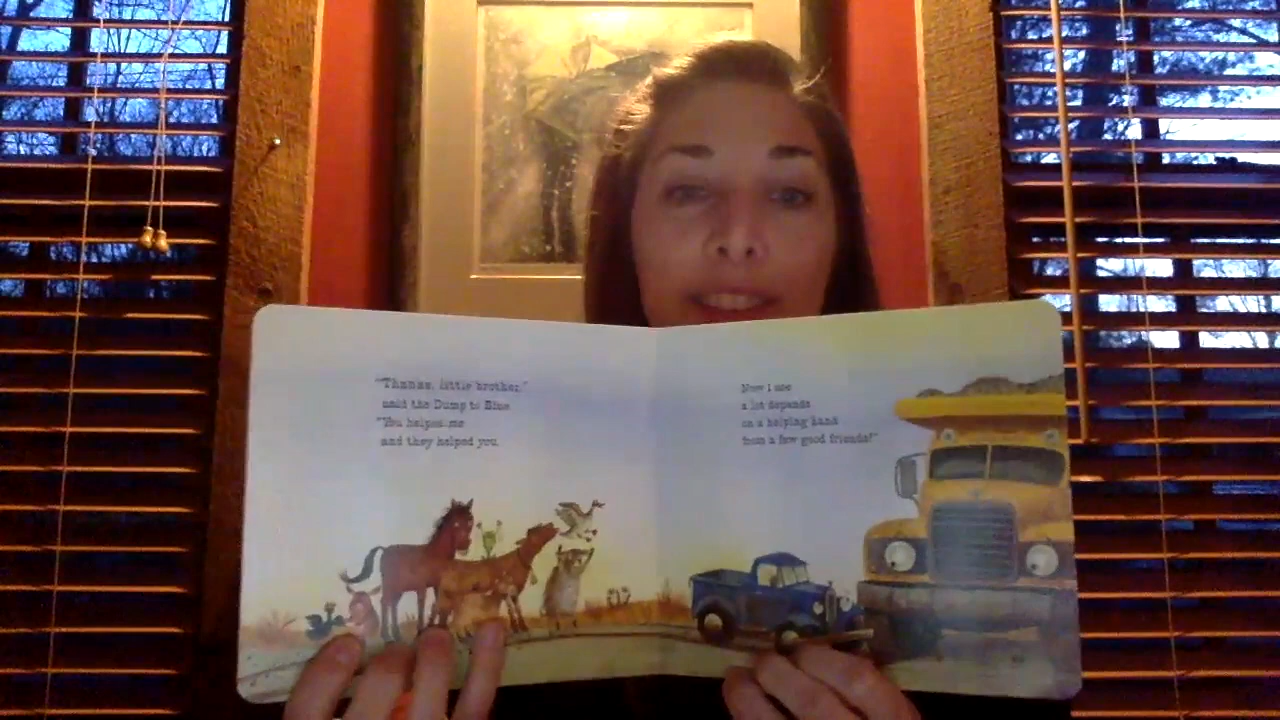 "Thanks, little brother,"
said the Dump to Blue.
"You helped me
and they helped you.
Now I see
a lot depends
on a helping hand
from a few good friends!"